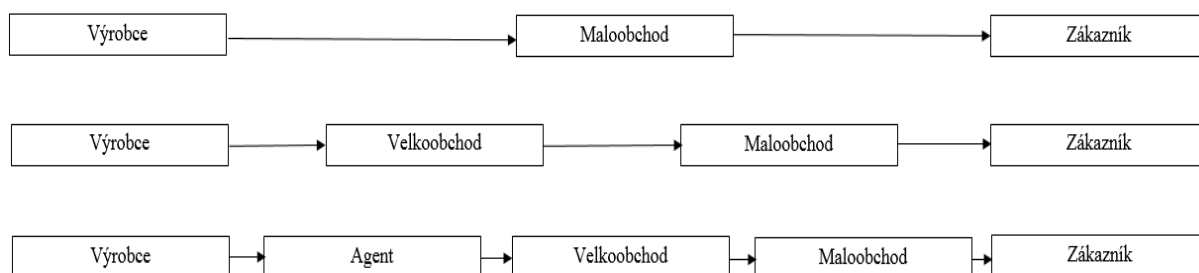 Výrobce Maloobchod Zákazník
Výrobce Velkoobchod Maloobchod Zákazník
Výrobce Agent Velkoobchod Maloobchod Zákazník